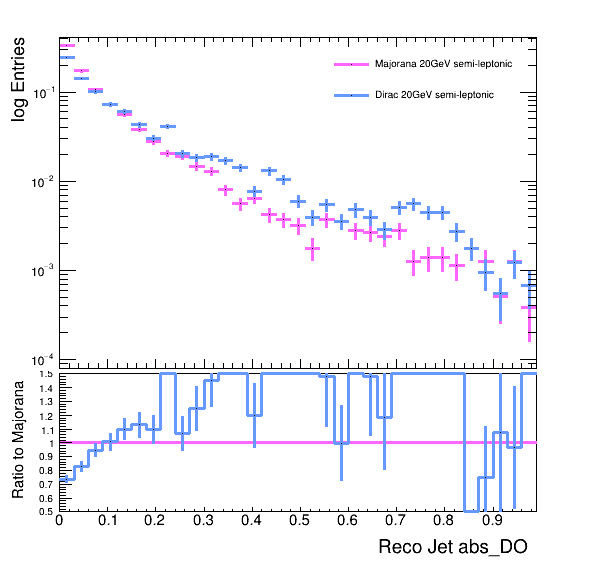 log Entries
Majorana 20GeV semi-leptonic
Dirac 20GeV semi-leptonic
10⁻¹
10⁻²
10⁻³
10⁻⁴
Ratio to Majorana
1.5
1.4
1.3
1.2
1.1
1
0.9
0.8
0.7
0.6
0.5
0 0.1 0.2 0.3 0.4 0.5 0.6 0.7 0.8 0.9
Reco Jet abs_DO